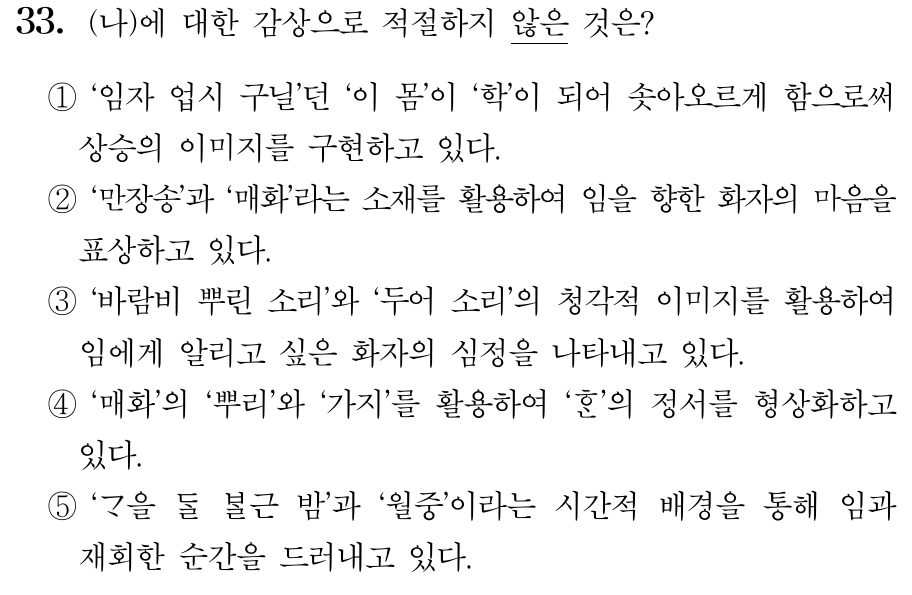 33. (나)에 대한 감상으로 적절하지 않은 것은?
① ‘임자 업시 구닐’던 ‘이 몸’이 ‘학’이 되어 솟아오르게 함으로써
상승의 이미지를 구현하고 있다.
② ‘만장송’과 ‘매화’라는 소재를 활용하여 임을 향한 화자의 마음을
표상하고 있다.
③ ‘바람비 뿌린 소리’와 ‘두어 소리’의 청각적 이미지를 활용하여
임에게 알리고 싶은 화자의 심정을 나타내고 있다.
④ ‘매화’의 ‘뿌리’와 ‘가지’를 활용하여 ‘ᄒᆞᆫ’의 정서를 형상화하고
있다.
⑤ ‘ᄀᆞ을 ᄃᆞᆯ ᄇᆞᆯ근 밤’과 ‘월중’이라는 시간적 배경을 통해 임과
재회한 순간을 드러내고 있다.